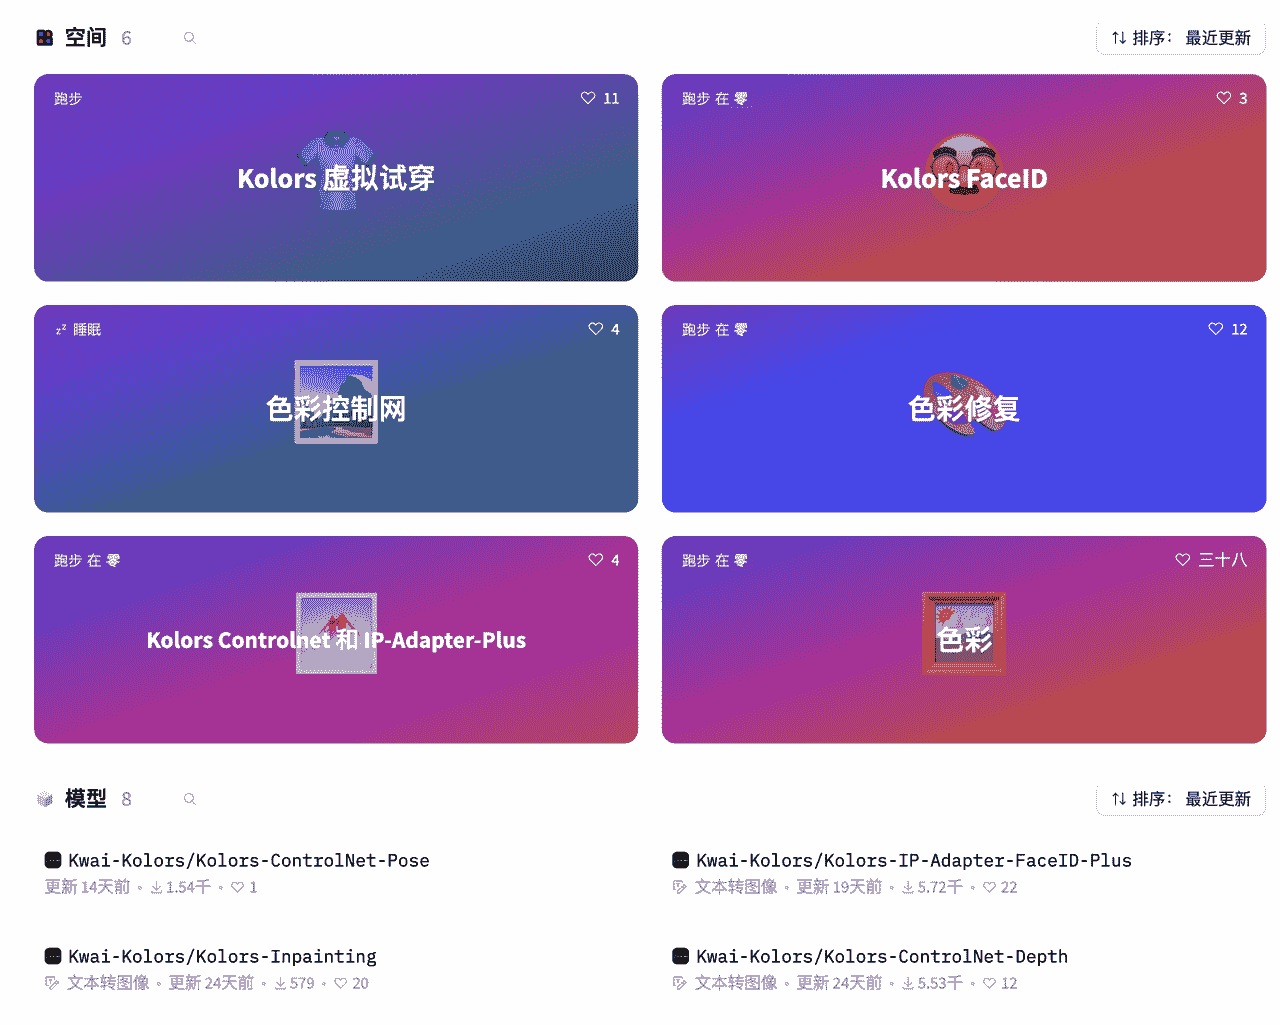 空间 6
排序： 最近更新
跑步 11
Kolors 虚拟试穿
跑步 在 零 3
Kolors FaceID
zz 睡眠 4
色彩控制网
跑步 在 零 12
色彩修复
跑步 在 零 4
Kolors Controlnet 和 IP-Adapter-Plus
跑步 在 零 三十八
色彩
模型 8
排序： 最近更新
Kwai-Kolors/Kolors-ControlNet-Pose
更新 14天前 • 1.54千 • 1
Kwai-Kolors/Kolors-IP-Adapter-FaceID-Plus
文本转图像 • 更新 19天前 • 5.72千 • 22
Kwai-Kolors/Kolors-Inpainting
文本转图像 • 更新 24天前 • 579 • 20
Kwai-Kolors/Kolors-ControlNet-Depth
文本转图像 • 更新 24天前 • 5.53千 • 12